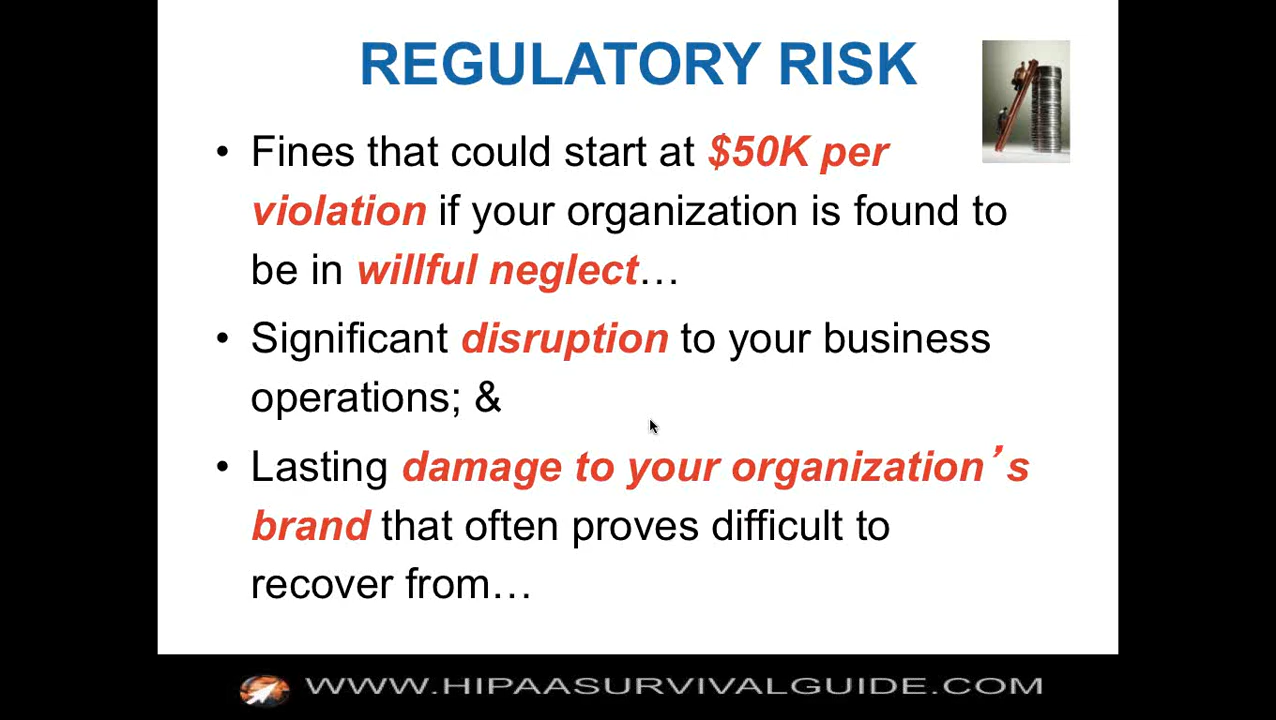 REGULATORY RISK
• Fines that could start at $50K per
violation if your organization is found to
be in willful neglect…
• Significant disruption to your business
operations; &
• Lasting damage to your organization’s
brand that often proves difficult to
recover from…
WWW.HIPAASURVIVALGUIDE.COM